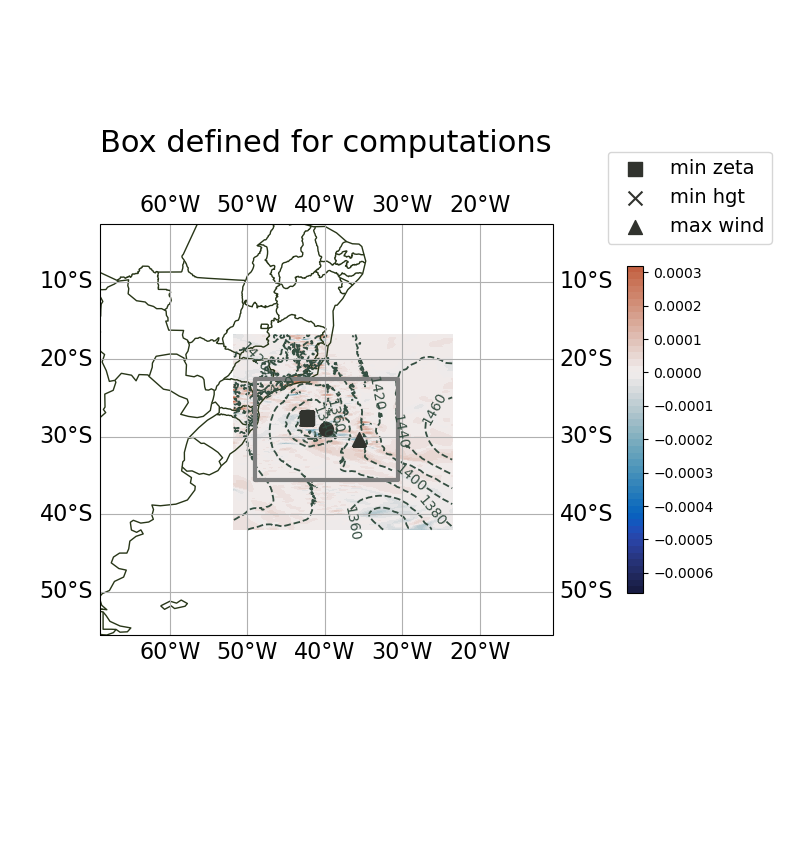 Box defined for computations
min zeta
min hgt
max wind
60°W 50°W 40°W 30°W 20°W
10°S 10°S
20°S 20°S
30°S 30°S
40°S 40°S
50°S 50°S
60°W 50°W 40°W 30°W 20°W
0.0003
0.0002
0.0001
0.0000
−0.0001
−0.0002
−0.0003
−0.0004
−0.0005
−0.0006
1420
1460
1360
1440
1400
1380
1360